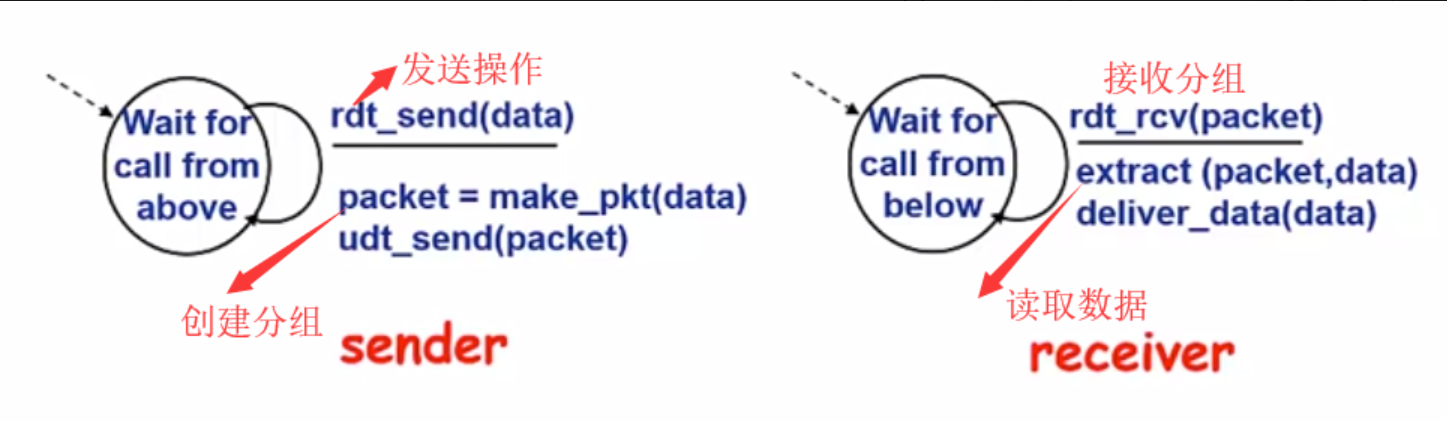 发送操作
Wait for
call from
above
rdt_send(data)
packet = make_pkt(data)
udt_send(packet)
创建分组
sender
接收分组
Wait for
call from
below
rdt_rcv(packet)
extract (packet,data)
deliver_data(data)
读取数据
receiver